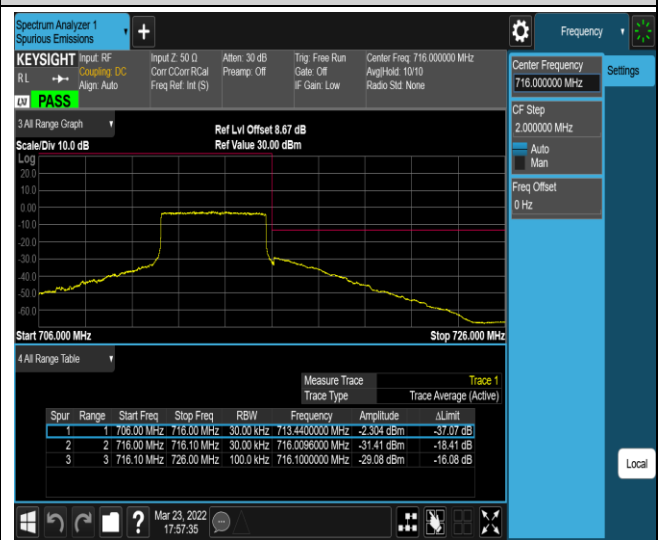 Spectrum Analyzer 1
Spurious Emissions
Frequency
KEYSIGHT
RL
PASS
Input: RF
Coupling: DC
Align: Auto
Input Z: 50 Ω
Corr CCorr RCal
Freq Ref: Int (S)
Atten: 30 dB
Preamp: Off
Trig: Free Run
Gate: Off
IF Gain: Low
Center Freq: 716.000000 MHz
Avg|Hold: 10/10
Radio Std: None
Center Frequency
716.000000 MHz
Settings
CF Step
2.000000 MHz
Auto
Man
Freq Offset
0 Hz
3 All Range Graph
Ref Lvl Offset 8.67 dB
Scale/Div 10.0 dB
Ref Value 30.00 dBm
Log
20.0
10.0
0.00
-10.0
-20.0
-30.0
-40.0
-50.0
-60.0
Start 706.000 MHz
Stop 726.000 MHz
4 All Range Table
Measure Trace Trace 1
Trace Type Trace Average (Active)
Spur Range Start Freq Stop Freq RBW Frequency Amplitude ΔLimit
1 1 706.00 MHz 716.00 MHz 30.00 kHz 713.4400000 MHz -2.304 dBm -37.07 dB
2 2 716.00 MHz 716.10 MHz 30.00 kHz 716.0096000 MHz -31.41 dBm -18.41 dB
3 3 716.10 MHz 726.00 MHz 100.0 kHz 716.1000000 MHz -29.08 dBm -16.08 dB
Local
Mar 23, 2022
17:57:35